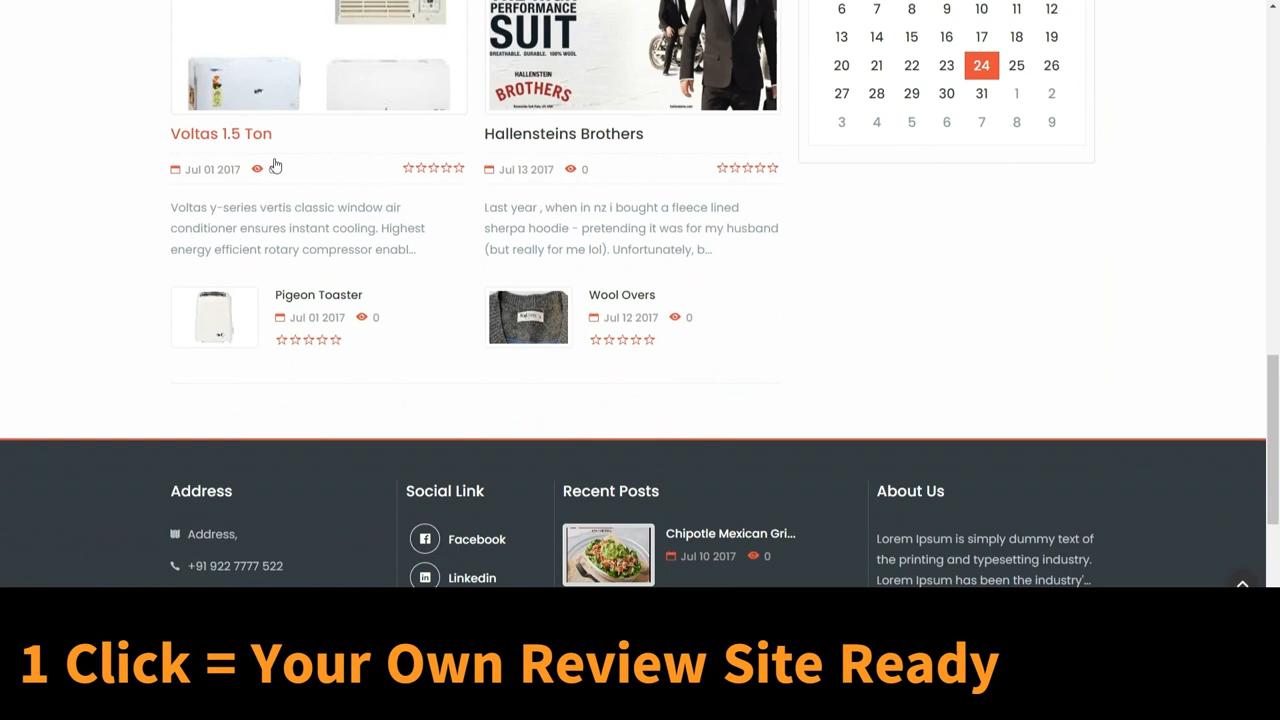 PERFORMANCE
SUIT
BREATHABLE. DURABLE. 100% WOOL
HALLENSTEIN
BROTHERS
6 7 8 9 10 11 12
13 14 15 16 17 18 19
20 21 22 23 24 25 26
27 28 29 30 31 1 2
3 4 5 6 7 8 9
Voltas 1.5 Ton
Jul 01 2017
Voltas y-series vertis classic window air
conditioner ensures instant cooling. Highest
energy efficient rotary compressor enabl...
Hallensteins Brothers
Jul 13 2017 0
Last year , when in nz i bought a fleece lined
sherpa hoodie - pretending it was for my husband
(but really for me lol). Unfortunately, b...
Pigeon Toaster
Jul 01 2017 0
Wool Overs
Jul 12 2017 0
Address
Address,
+91 922 7777 522
Social Link
Facebook
Linkedin
Recent Posts
Chipotle Mexican Gri...
Jul 10 2017 0
About Us
Lorem Ipsum is simply dummy text of
the printing and typesetting industry.
Lorem Ipsum has been the industry'...
1 Click = Your Own Review Site Ready